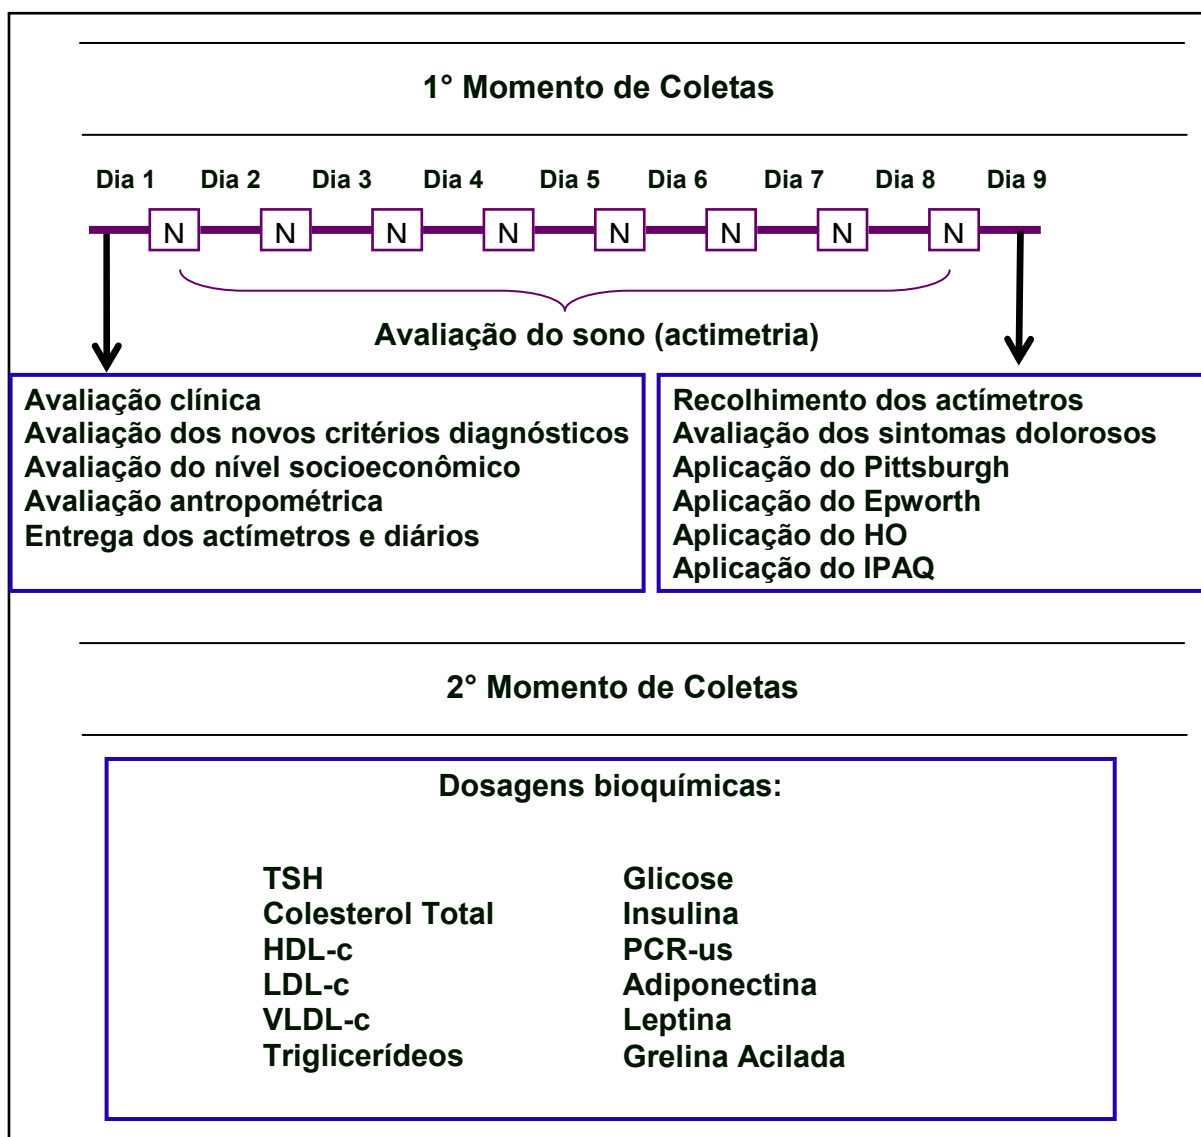 1° Momento de Coletas
Dia 1 Dia 2 Dia 3 Dia 4 Dia 5 Dia 6 Dia 7 Dia 8 Dia 9
N N N N N N N N
Avaliação do sono (actimetria)
Avaliação clínica
Avaliação dos novos critérios diagnósticos
Avaliação do nível socioeconômico
Avaliação antropométrica
Entrega dos actímetros e diários
Recolhimento dos actímetros
Avaliação dos sintomas dolorosos
Aplicação do Pittsburgh
Aplicação do Epworth
Aplicação do HO
Aplicação do IPAQ
2° Momento de Coletas
Dosagens bioquímicas:
TSH
Colesterol Total
HDL-c
LDL-c
VLDL-c
Triglicerídeos
Glicose
Insulina
PCR-us
Adiponectina
Leptina
Grelina Acilada